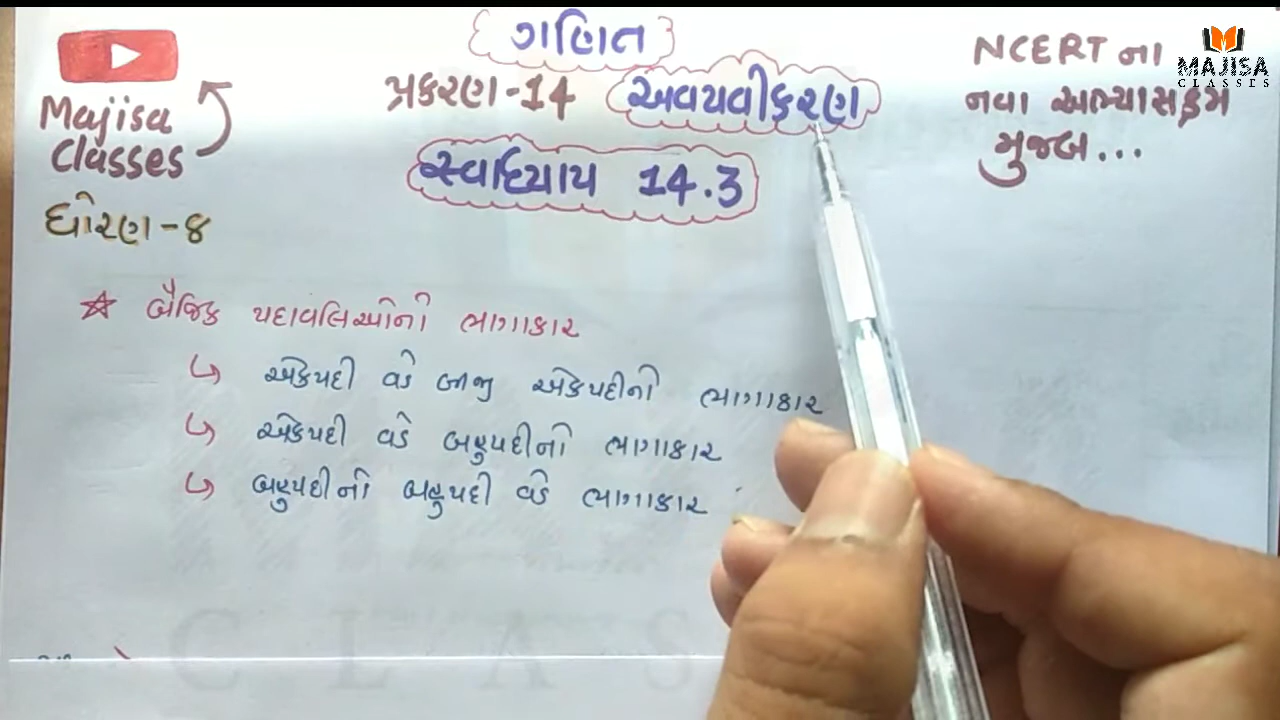 ગણિત
પ્રકરણ-14 અવયવીકરણ
સ્વાધ્યાય 14.3
Majisa
Classes
ધોરણ-8
NCERT ના
નવા અભ્યાસક્રમ
મુજબ...
MAJISA
CLASSES
☆ બૈજિક પદાવલિઓનો ભાગાકાર
↳ એકપદી વડે બીજી એકપદીનો ભાગાકાર
↳ એકપદી વડે બહુપદીનો ભાગાકાર
↳ બહુપદીનો બહુપદી વડે ભાગાકાર
C L A S